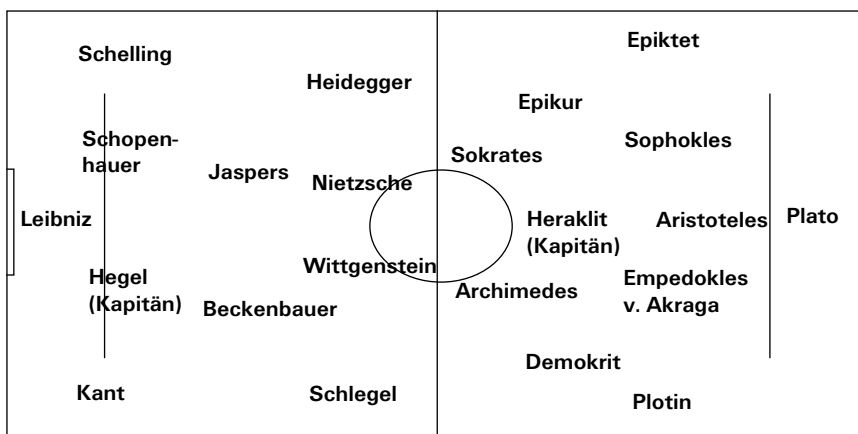 Schelling
Heidegger
Schopen-
hauer
Jaspers
Nietzsche
Leibniz
Wittgenstein
Hegel
(Kapitän)
Beckenbauer
Kant
Schlegel
Epiktet
Epikur
Sophokles
Sokrates
Heraklit
(Kapitän)
Aristoteles
Plato
Archimedes
Empedokles
v. Akraga
Demokrit
Plotin